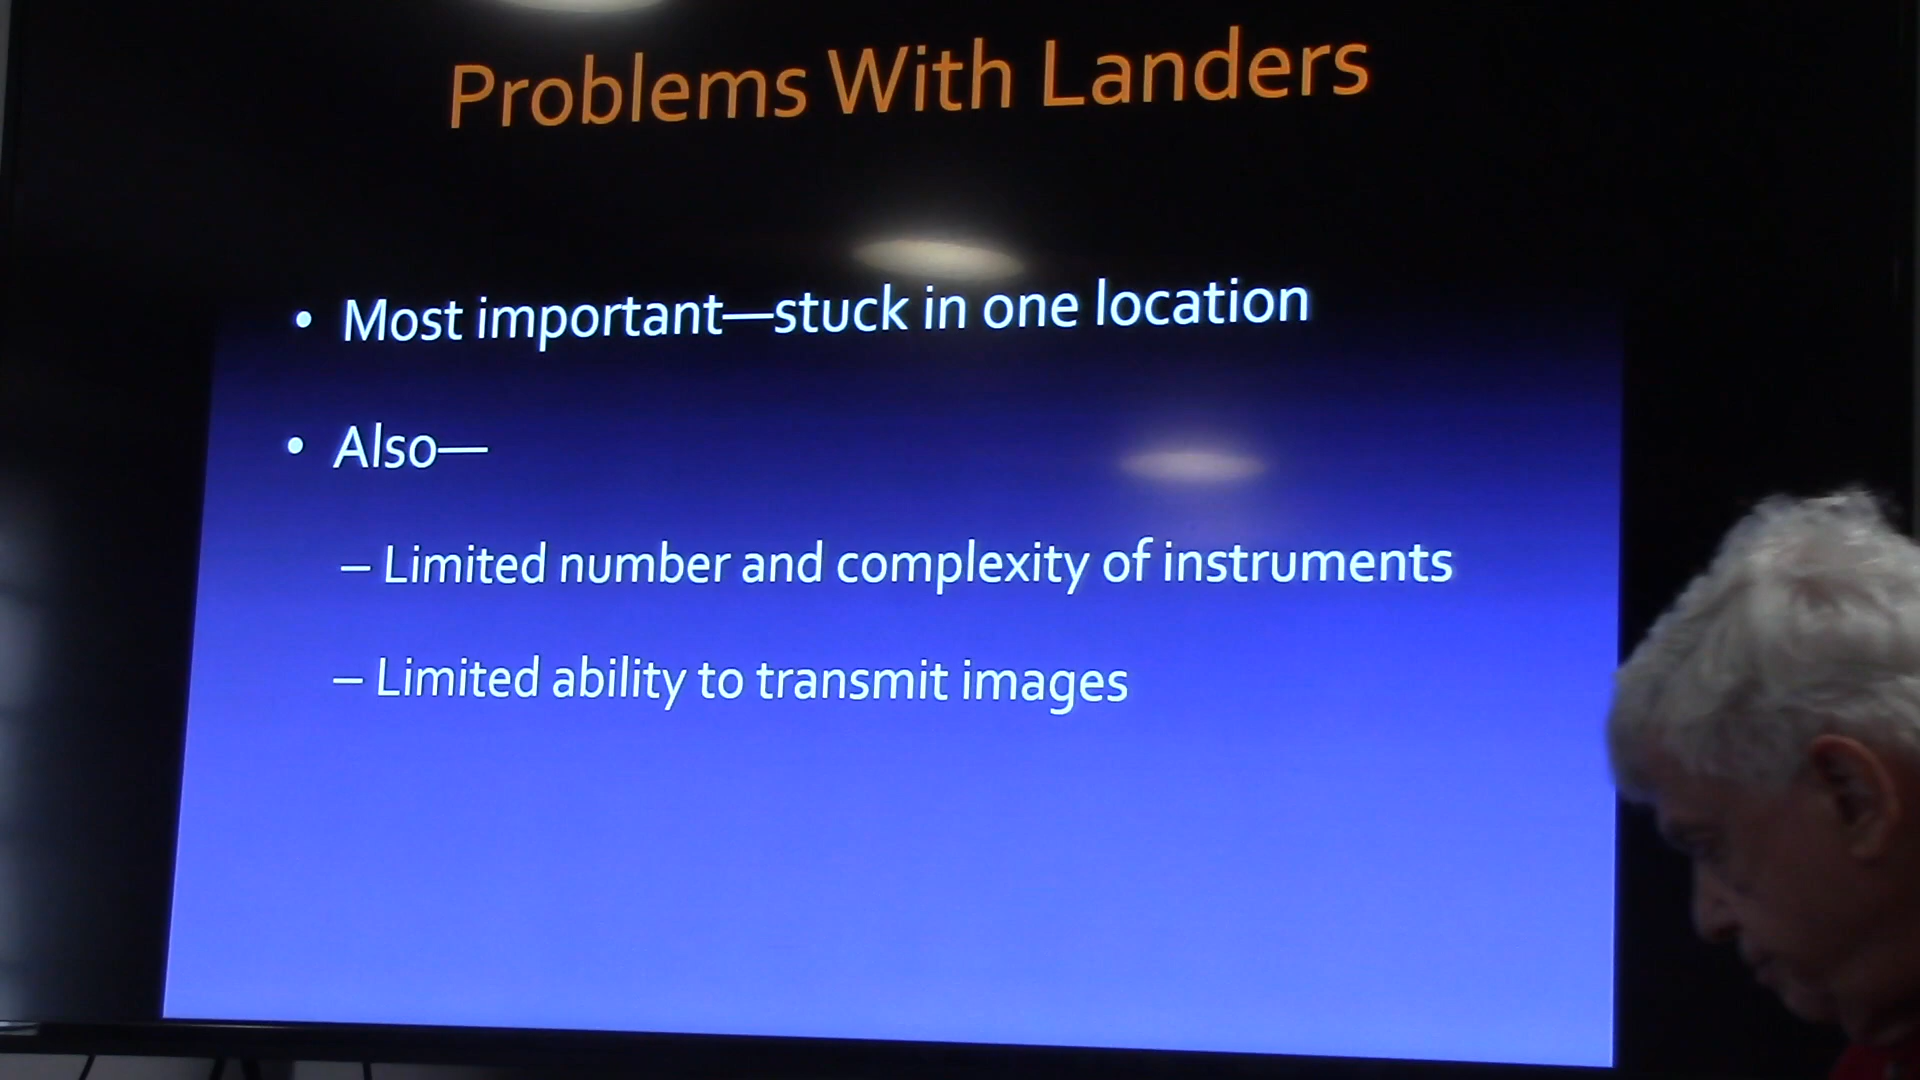 Problems With Landers
• Most important—stuck in one location
• Also—
– Limited number and complexity of instruments
– Limited ability to transmit images